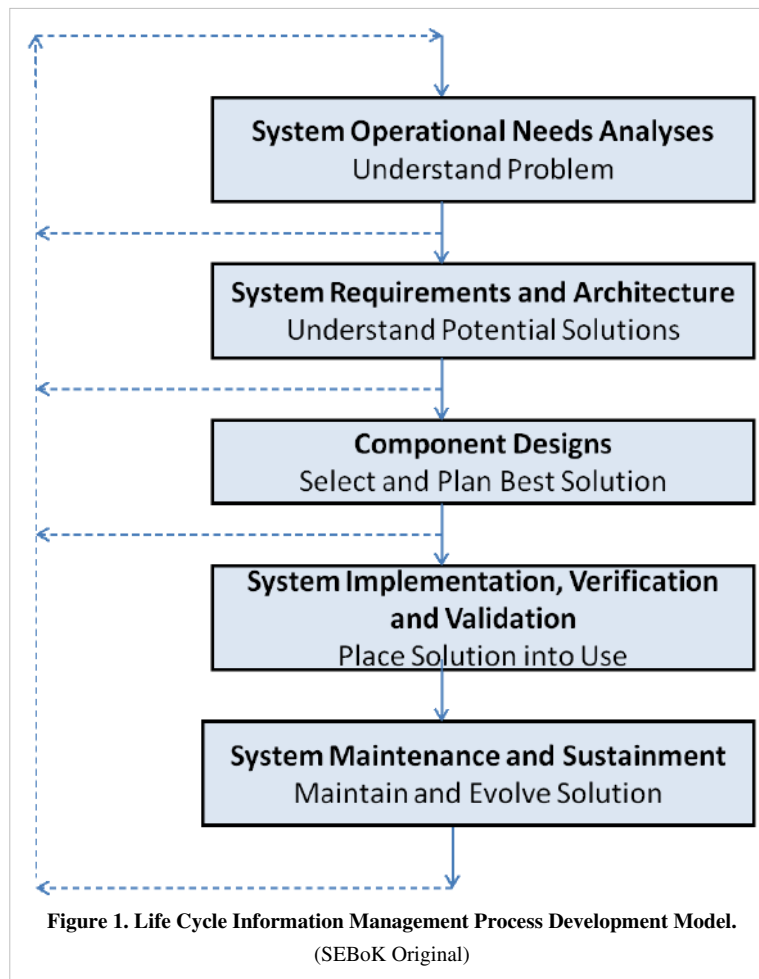 System Operational Needs Analyses
Understand Problem
System Requirements and Architecture
Understand Potential Solutions
Component Designs
Select and Plan Best Solution
System Implementation, Verification
and Validation
Place Solution into Use
System Maintenance and Sustainment
Maintain and Evolve Solution
Figure 1. Life Cycle Information Management Process Development Model.
(SEBoK Original)